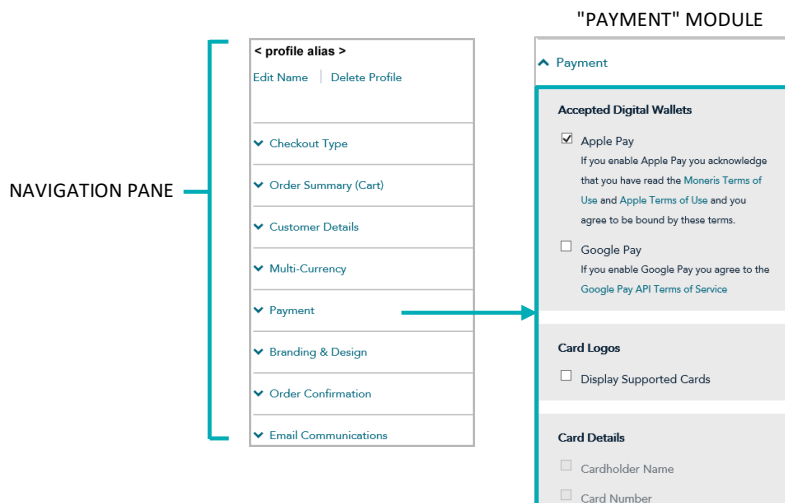 "PAYMENT" MODULE
NAVIGATION PANE
< profile alias >
Edit Name | Delete Profile
Checkout Type
Order Summary (Cart)
Customer Details
Multi-Currency
Payment
Branding & Design
Order Confirmation
Email Communications
Payment
Accepted Digital Wallets
Apple Pay
If you enable Apple Pay you acknowledge
that you have read the Moneris Terms of
Use and Apple Terms of Use and you
agree to be bound by these terms.
Google Pay
If you enable Google Pay you agree to the
Google Pay API Terms of Service
Card Logos
Display Supported Cards
Card Details
Cardholder Name
Card Number